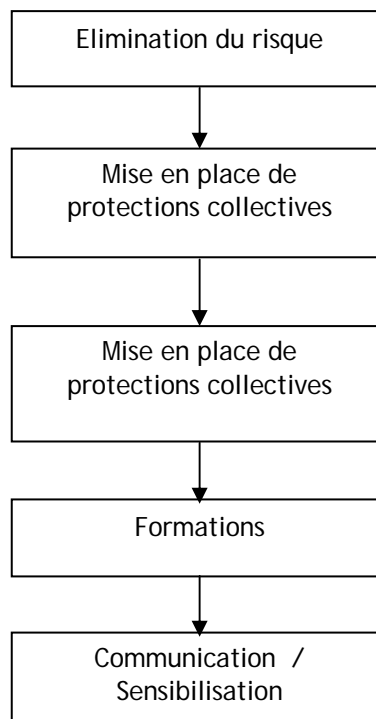 Elimination du risque
Mise en place de
protections collectives
Mise en place de
protections collectives
Formations
Communication /
Sensibilisation